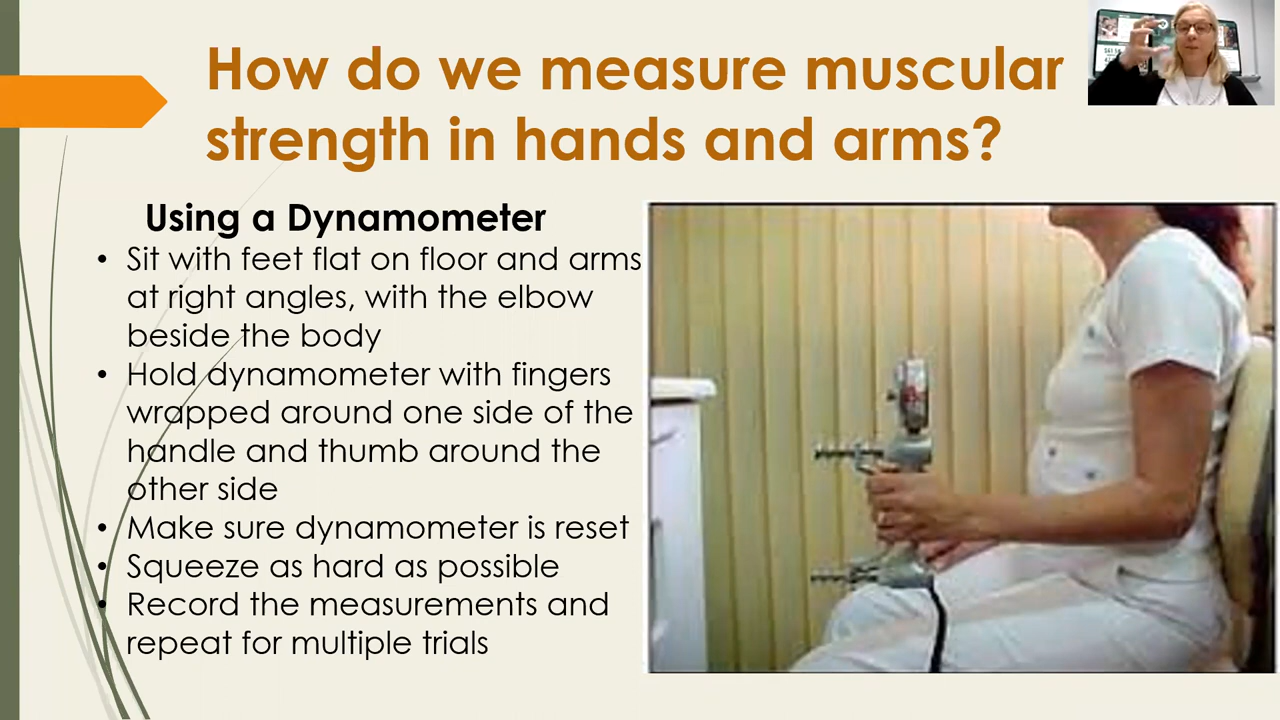 How do we measure muscular
strength in hands and arms?
Using a Dynamometer
• Sit with feet flat on floor and arms
at right angles, with the elbow
beside the body
• Hold dynamometer with fingers
wrapped around one side of the
handle and thumb around the
other side
• Make sure dynamometer is reset
• Squeeze as hard as possible
• Record the measurements and
repeat for multiple trials